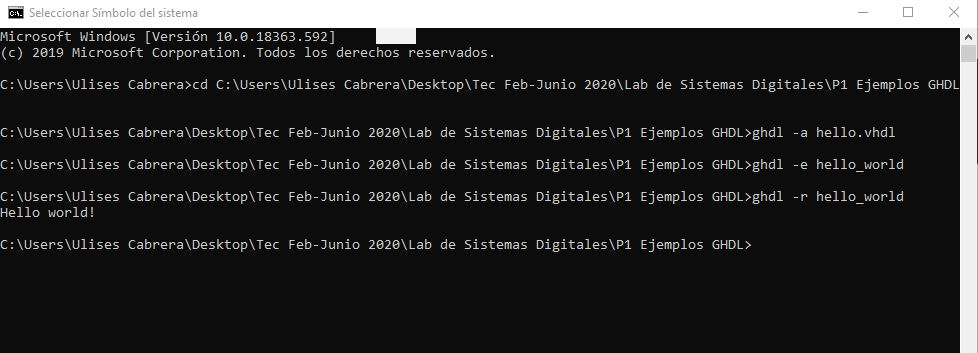 Seleccionar Símbolo del sistema
Microsoft Windows [Versión 10.0.18363.592]
(c) 2019 Microsoft Corporation. Todos los derechos reservados.
C:\Users\Ulises Cabrera>cd C:\Users\Ulises Cabrera\Desktop\Tec Feb-Junio 2020\Lab de Sistemas Digitales\P1 Ejemplos GHDL
C:\Users\Ulises Cabrera\Desktop\Tec Feb-Junio 2020\Lab de Sistemas Digitales\P1 Ejemplos GHDL>ghdl -a hello.vhdl
C:\Users\Ulises Cabrera\Desktop\Tec Feb-Junio 2020\Lab de Sistemas Digitales\P1 Ejemplos GHDL>ghdl -e hello_world
C:\Users\Ulises Cabrera\Desktop\Tec Feb-Junio 2020\Lab de Sistemas Digitales\P1 Ejemplos GHDL>ghdl -r hello_world
Hello world!
C:\Users\Ulises Cabrera\Desktop\Tec Feb-Junio 2020\Lab de Sistemas Digitales\P1 Ejemplos GHDL>